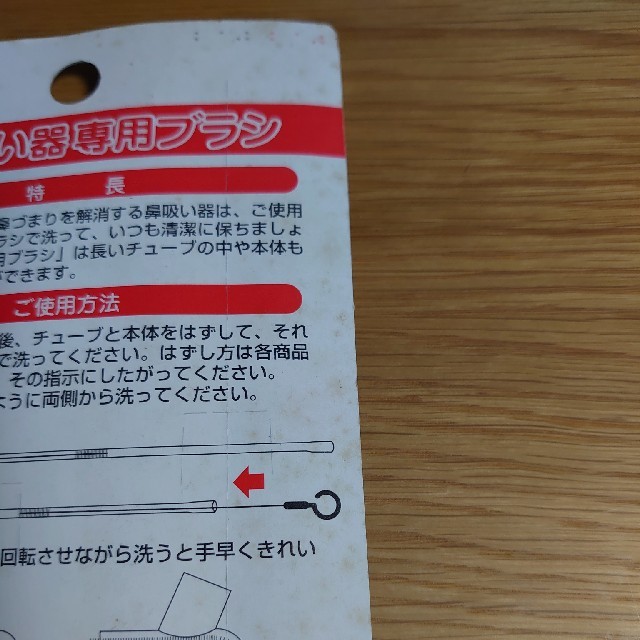 い器専用ブラシ
特長
づまりを解消する鼻吸い器は、ご使用
ラシで洗って、いつも清潔に保ちましょ
用ブラシ」は長いチューブの中や本体も
できます。
ご使用方法
後、チューブと本体をはずして、それ
で洗ってください。はずし方は各商品
、その指示にしたがってください。
ように両側から洗ってください。
回転させながら洗うと手早くきれい